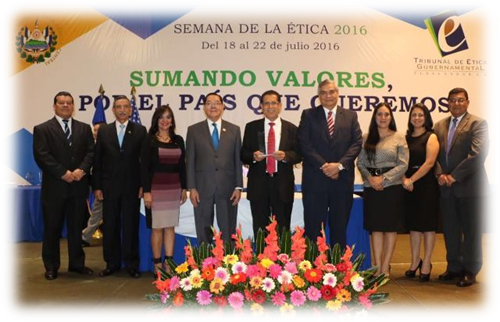 SEMANA DE LA ÉTICA 2016
Del 18 al 22 de julio 2016
TRIBUNAL DE ÉTICA
GUBERNAMENTAL
SUMANDO VALORES,
POR EL PAÍS QUE QUEREMOS